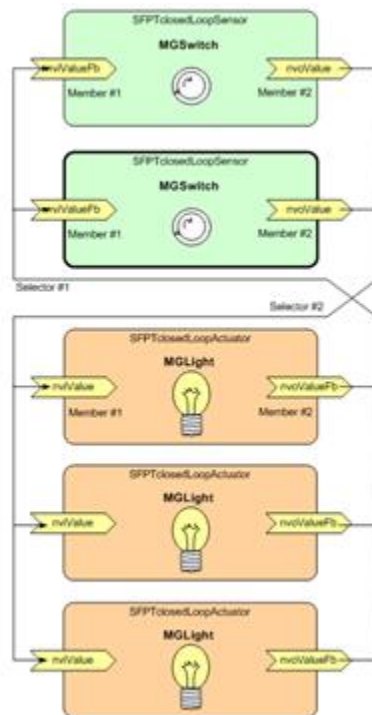 SFPTclosedLoopSensor
MGSwitch
nviValueFb nvoValue
Member #1 Member #2
SFPTclosedLoopSensor
MGSwitch
nviValueFb nvoValue
Member #1 Member #2
Selector #1
Selector #2
SFPTclosedLoopActuator
MGLight
nviValue nvoValueFb
Member #1 Member #2
SFPTclosedLoopActuator
MGLight
nviValue nvoValueFb
SFPTclosedLoopActuator
MGLight
nviValue nvoValueFb